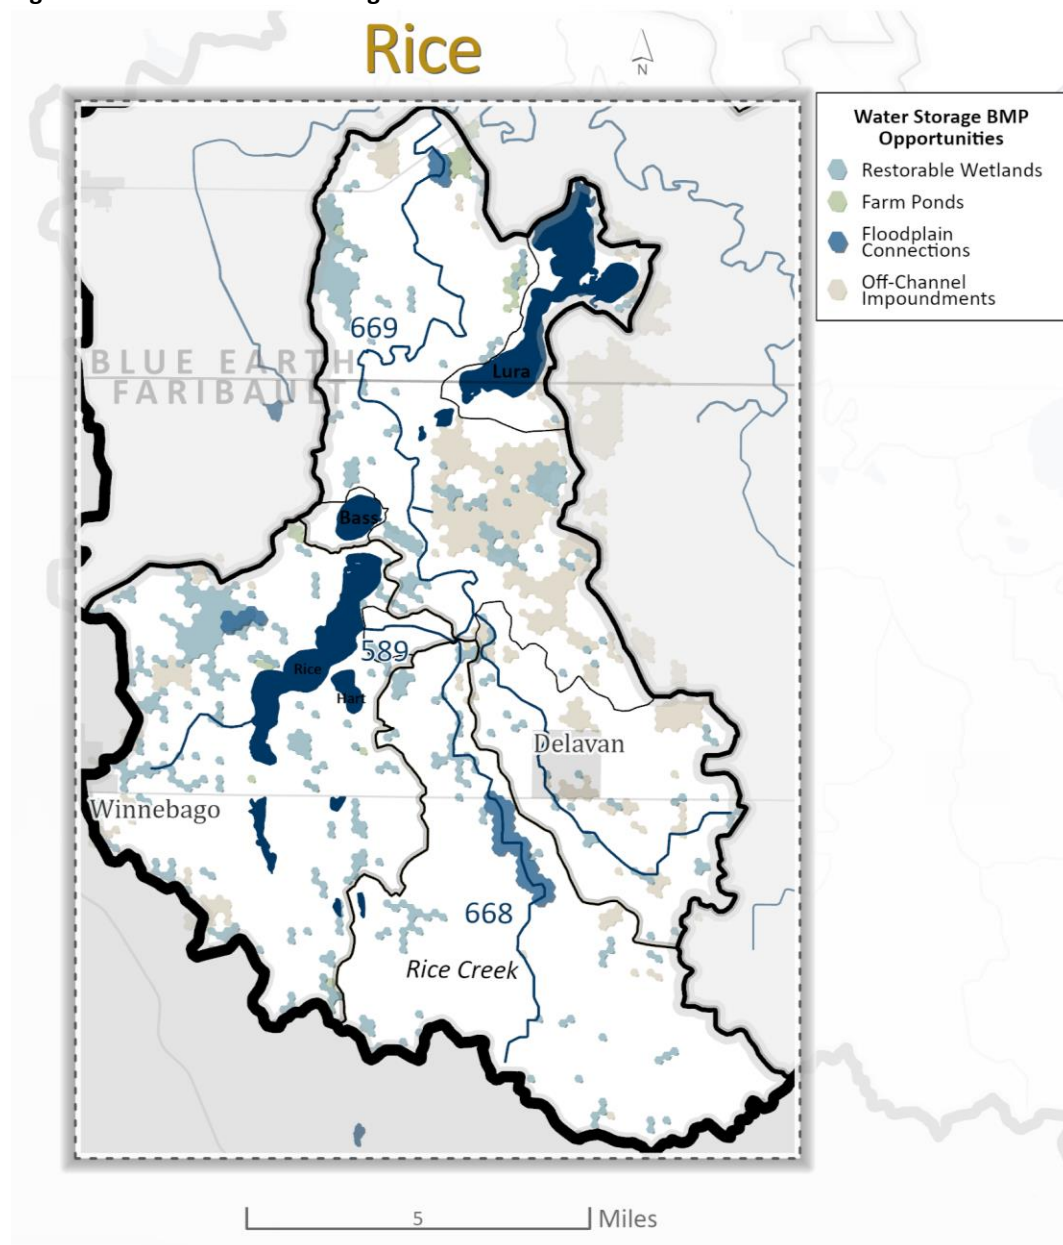 Rice
N
Water Storage BMP
Opportunities
Restorable Wetlands
Farm Ponds
Floodplain
Connections
Off-Channel
Impoundments
669
BLUE EARTH
FARIBAULT
Lura
Bass
589
Rice
Hart
Delavan
Winnebago
668
Rice Creek
5
Miles